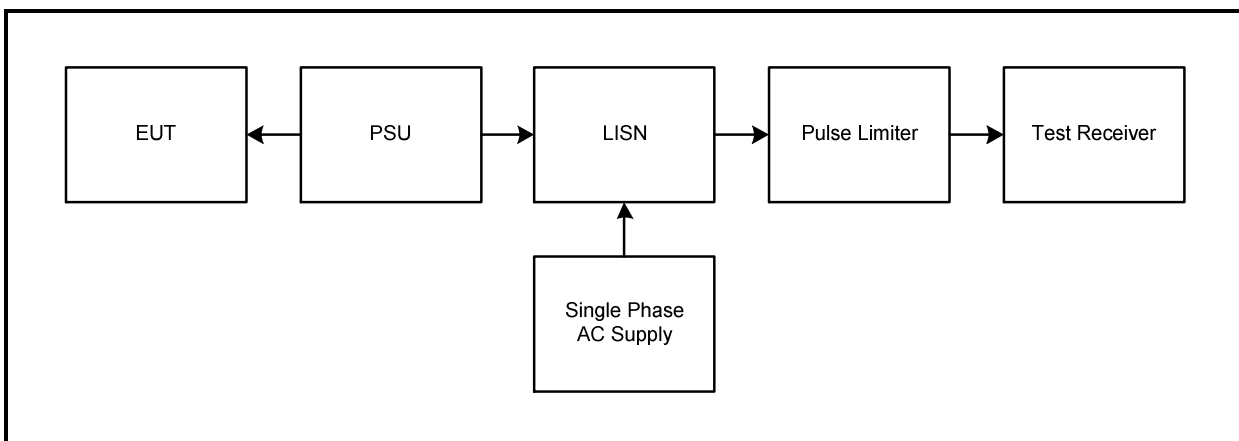 EUT
PSU
LISN
Pulse Limiter
Test Receiver
Single Phase
AC Supply